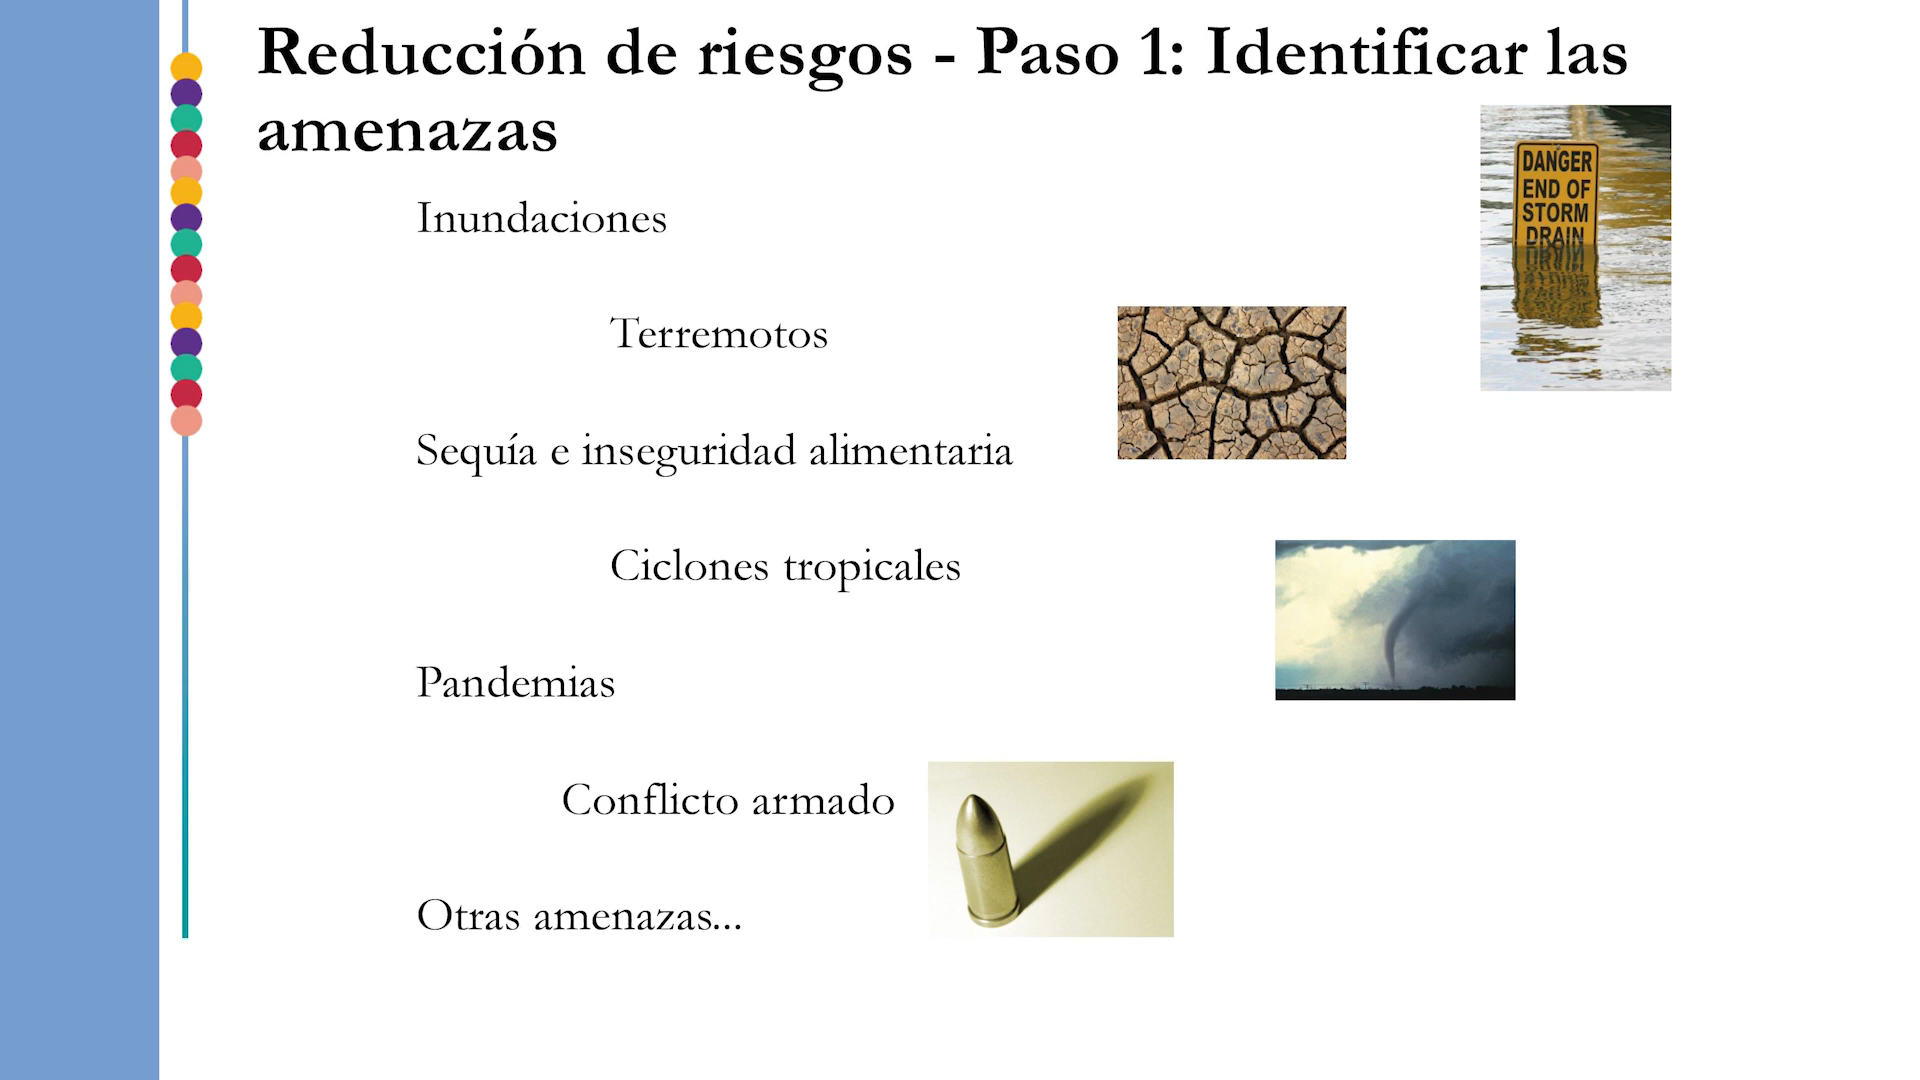 Reducción de riesgos - Paso 1: Identificar las
amenazas
DANGER
END OF
STORM
DRAIN
Inundaciones
Terremotos
Sequía e inseguridad alimentaria
Ciclones tropicales
Pandemias
Conflicto armado
Otras amenazas...